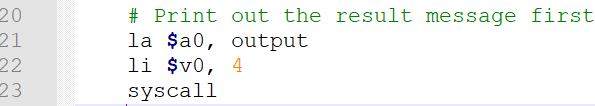 20 # Print out the result message first
21 la $a0, output
22 li $v0, 4
23 syscall